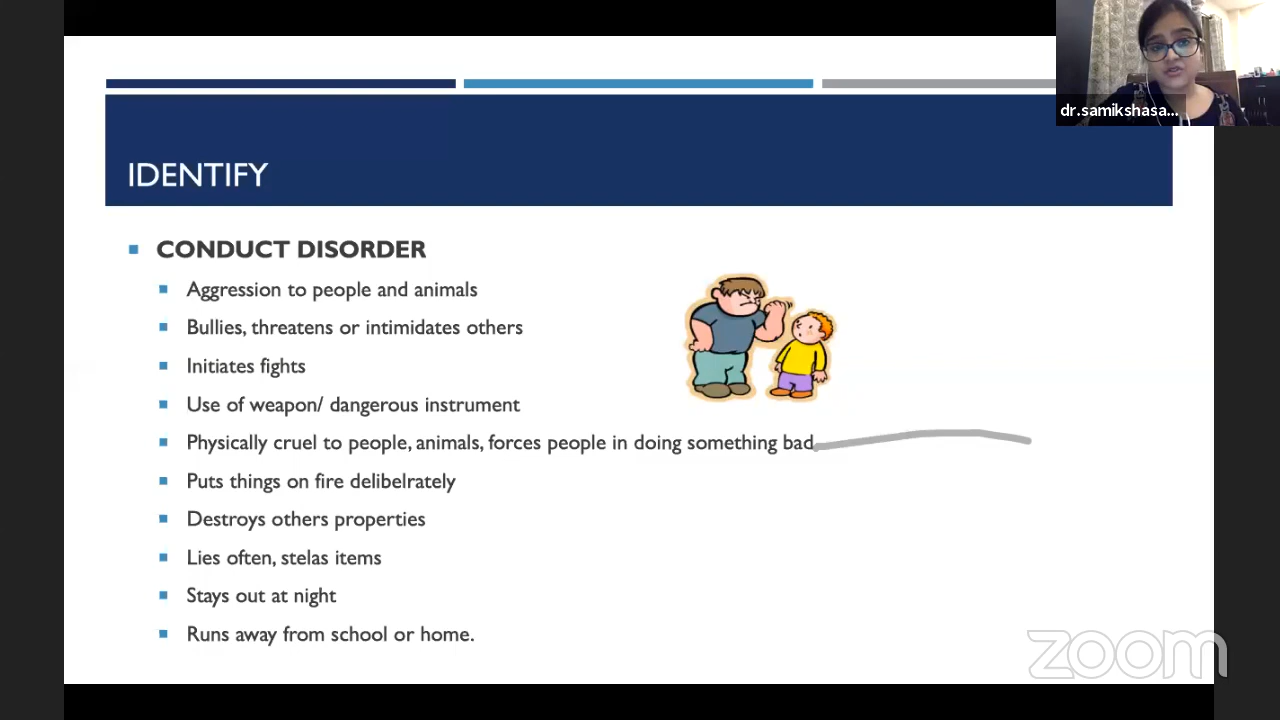 dr.samikshasa...
IDENTIFY
CONDUCT DISORDER
Aggression to people and animals
Bullies, threatens or intimidates others
Initiates fights
Use of weapon/ dangerous instrument
Physically cruel to people, animals, forces people in doing something bad
Puts things on fire delibelrately
Destroys others properties
Lies often, stelas items
Stays out at night
Runs away from school or home.
zoom